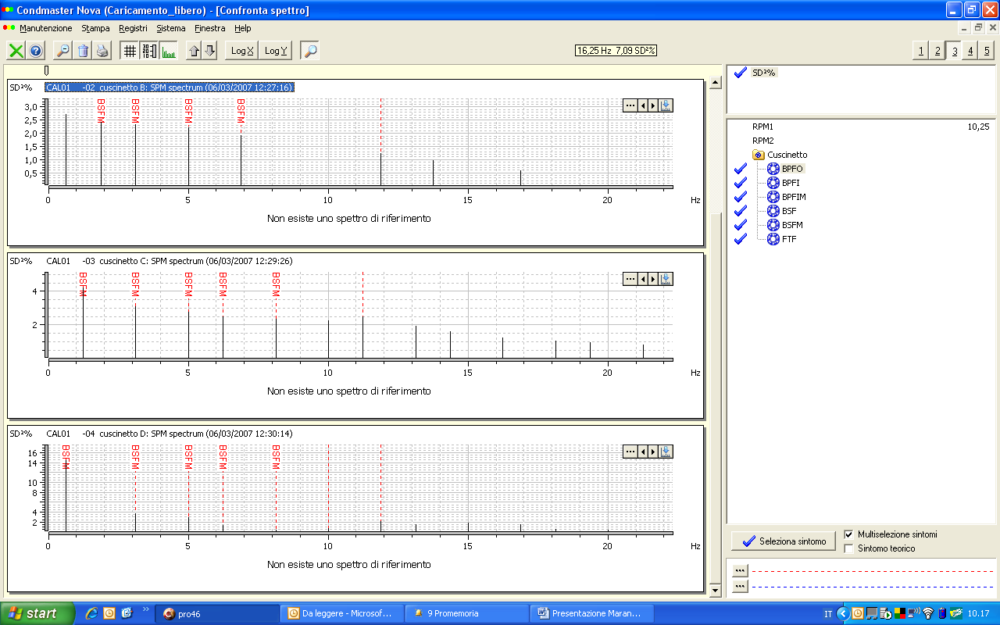 Condmaster Nova (Caricamento_libero) - [Confronta spettro]
Manutenzione Stampa Registri Sistema Finestra Help
Log X Log Y 16,25 Hz 7,09 SD²% 1 2 3 4 5
SD²% CAL01 -02 cuscinetto B: SPM spectrum (06/03/2007 12:27:16)
BSFM BSFM BSFM BSFM
3,0
2,5
2,0
1,5
1,0
0,5
0 5 10 15 20 Hz
Non esiste uno spettro di riferimento
SD²% CAL01 -03 cuscinetto C: SPM spectrum (06/03/2007 12:29:26)
BSFM BSFM BSFM BSFM BSFM
4
2
0 5 10 15 20 Hz
Non esiste uno spettro di riferimento
SD²% CAL01 -04 cuscinetto D: SPM spectrum (06/03/2007 12:30:14)
BSFM BSFM BSFM BSFM BSFM
16
14
10
8
4
2
0 5 10 15 20 Hz
Non esiste uno spettro di riferimento
SD²%
RPM1 10,25
RPM2
Cuscinetto
BPFO
BPFI
BPFIM
BSF
BSFM
FTF
Seleziona sintomo
Multiselezione sintomi
Sintomo teorico
start pro46 Da leggere - Microsof... 9 Promemoria Presentazione Maran... IT 10.17